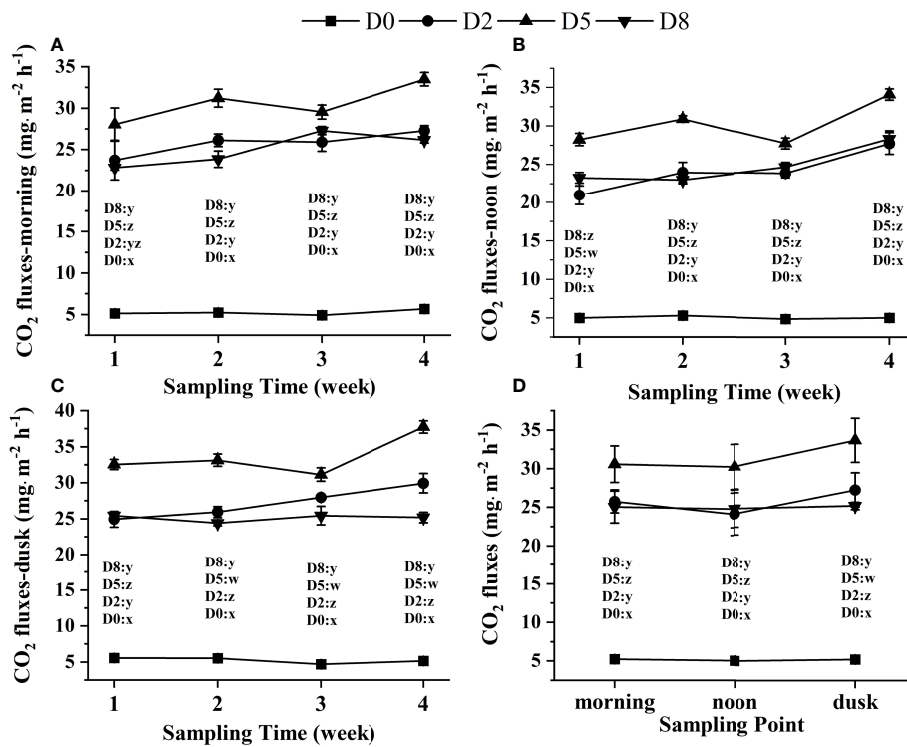 D0 D2 D5 D8
A
CO₂ fluxes-morning (mg· m⁻² h⁻¹)
35
30
25
20
15
10
5
D8:y
D5:z
D2:yz
D0:x
D8:y
D5:z
D2:y
D0:x
D8:y
D5:z
D2:y
D0:x
D8:y
D5:z
D2:y
D0:x
1 2 3 4
Sampling Time (week)
B
CO₂ fluxes-noon (mg· m⁻² h⁻¹)
35
30
25
20
15
10
5
D8:z
D5:w
D2:y
D0:x
D8:y
D5:z
D2:y
D0:x
D8:y
D5:z
D2:y
D0:x
D8:y
D5:z
D2:y
D0:x
1 2 3 4
Sampling Time (week)
C
CO₂ fluxes-dusk (mg· m⁻² h⁻¹)
40
35
30
25
20
15
10
5
D8:y
D5:z
D2:y
D0:x
D8:y
D5:w
D2:z
D0:x
D8:y
D5:w
D2:z
D0:x
D8:y
D5:w
D2:z
D0:x
1 2 3 4
Sampling Time (week)
D
CO₂ fluxes (mg· m⁻² h⁻¹)
35
30
25
20
15
10
5
D8:y
D5:z
D2:y
D0:x
D8:y
D5:z
D2:y
D0:x
D8:y
D5:w
D2:z
D0:x
morning noon dusk
Sampling Point